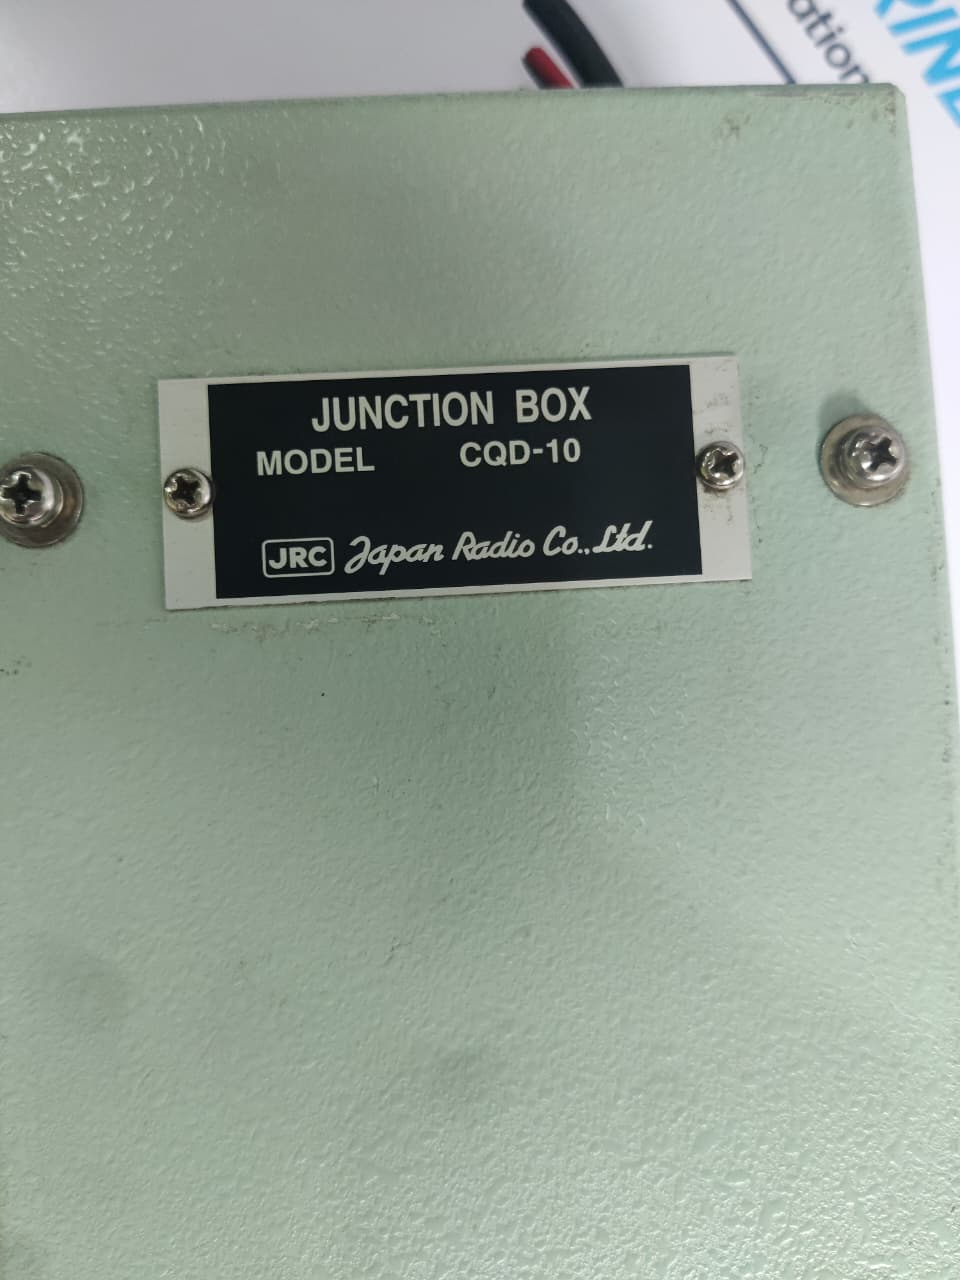 JUNCTION BOX
MODEL CQD-10
JRC Japan Radio Co., Ltd.